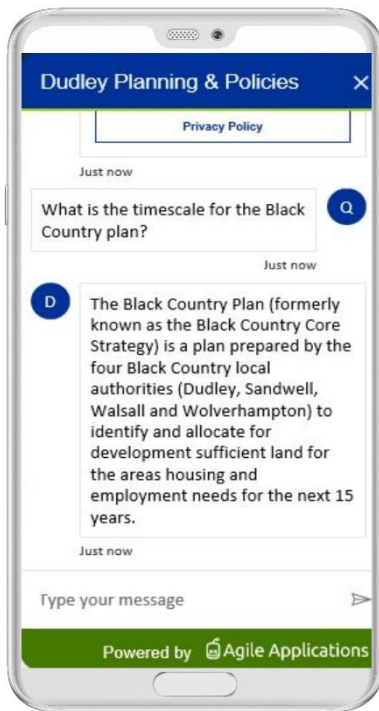 Dudley Planning & Policies ×
Privacy Policy
Just now
What is the timescale for the Black
Country plan?
Q
Just now
D
The Black Country Plan (formerly
known as the Black Country Core
Strategy) is a plan prepared by the
four Black Country local
authorities (Dudley, Sandwell,
Walsall and Wolverhampton) to
identify and allocate for
development sufficient land for
the areas housing and
employment needs for the next 15
years.
Just now
Type your message
Powered by Agile Applications